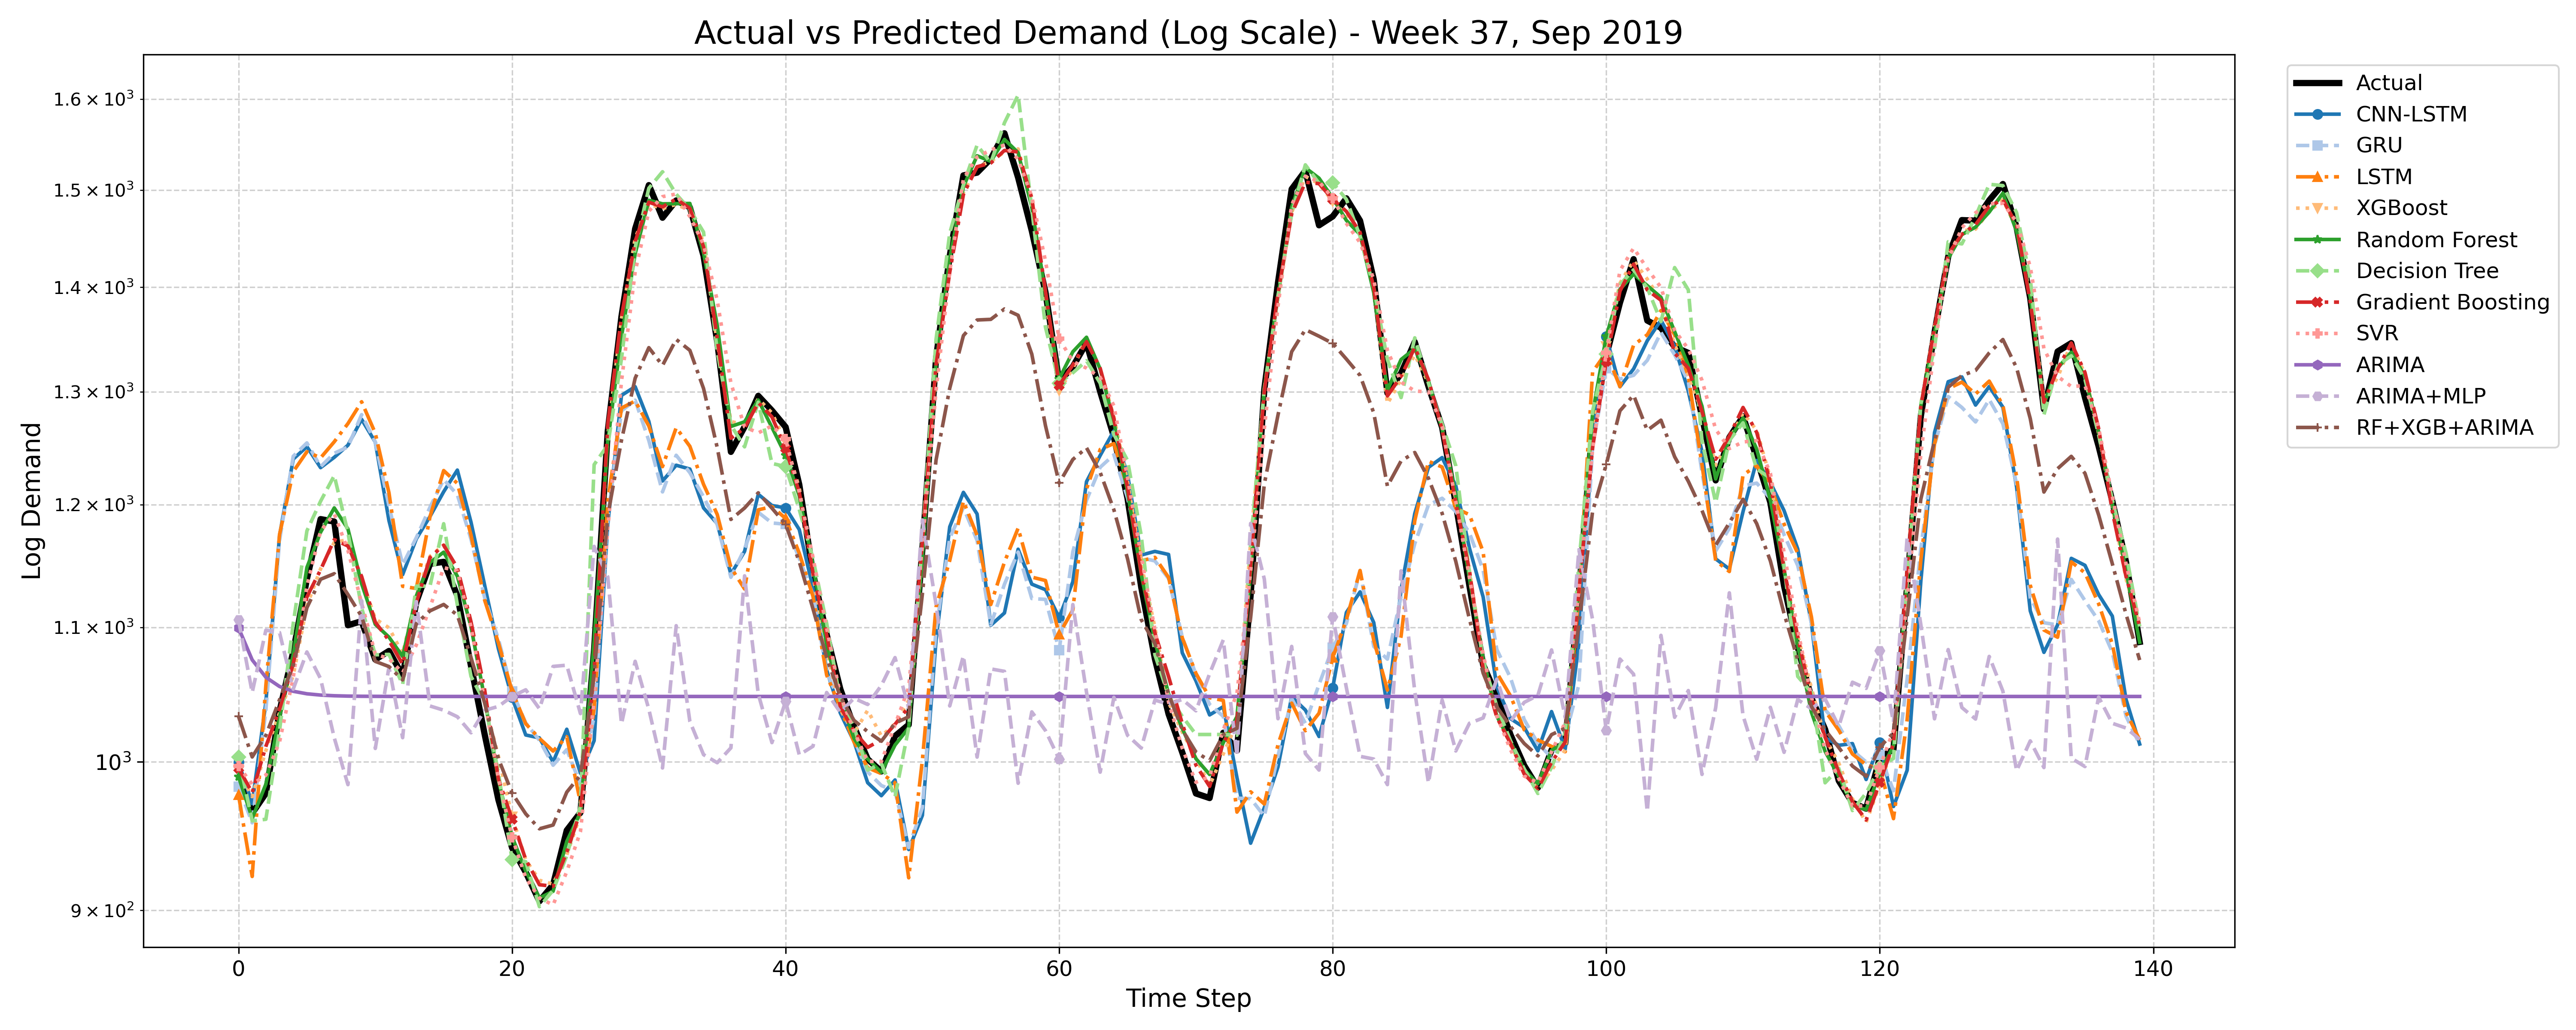 Actual vs Predicted Demand (Log Scale) - Week 37, Sep 2019
Log Demand
1.6 × 10³
1.5 × 10³
1.4 × 10³
1.3 × 10³
1.2 × 10³
1.1 × 10³
10³
9 × 10²
0 20 40 60 80 100 120 140
Time Step
Actual
CNN-LSTM
GRU
LSTM
XGBoost
Random Forest
Decision Tree
Gradient Boosting
SVR
ARIMA
ARIMA+MLP
RF+XGB+ARIMA